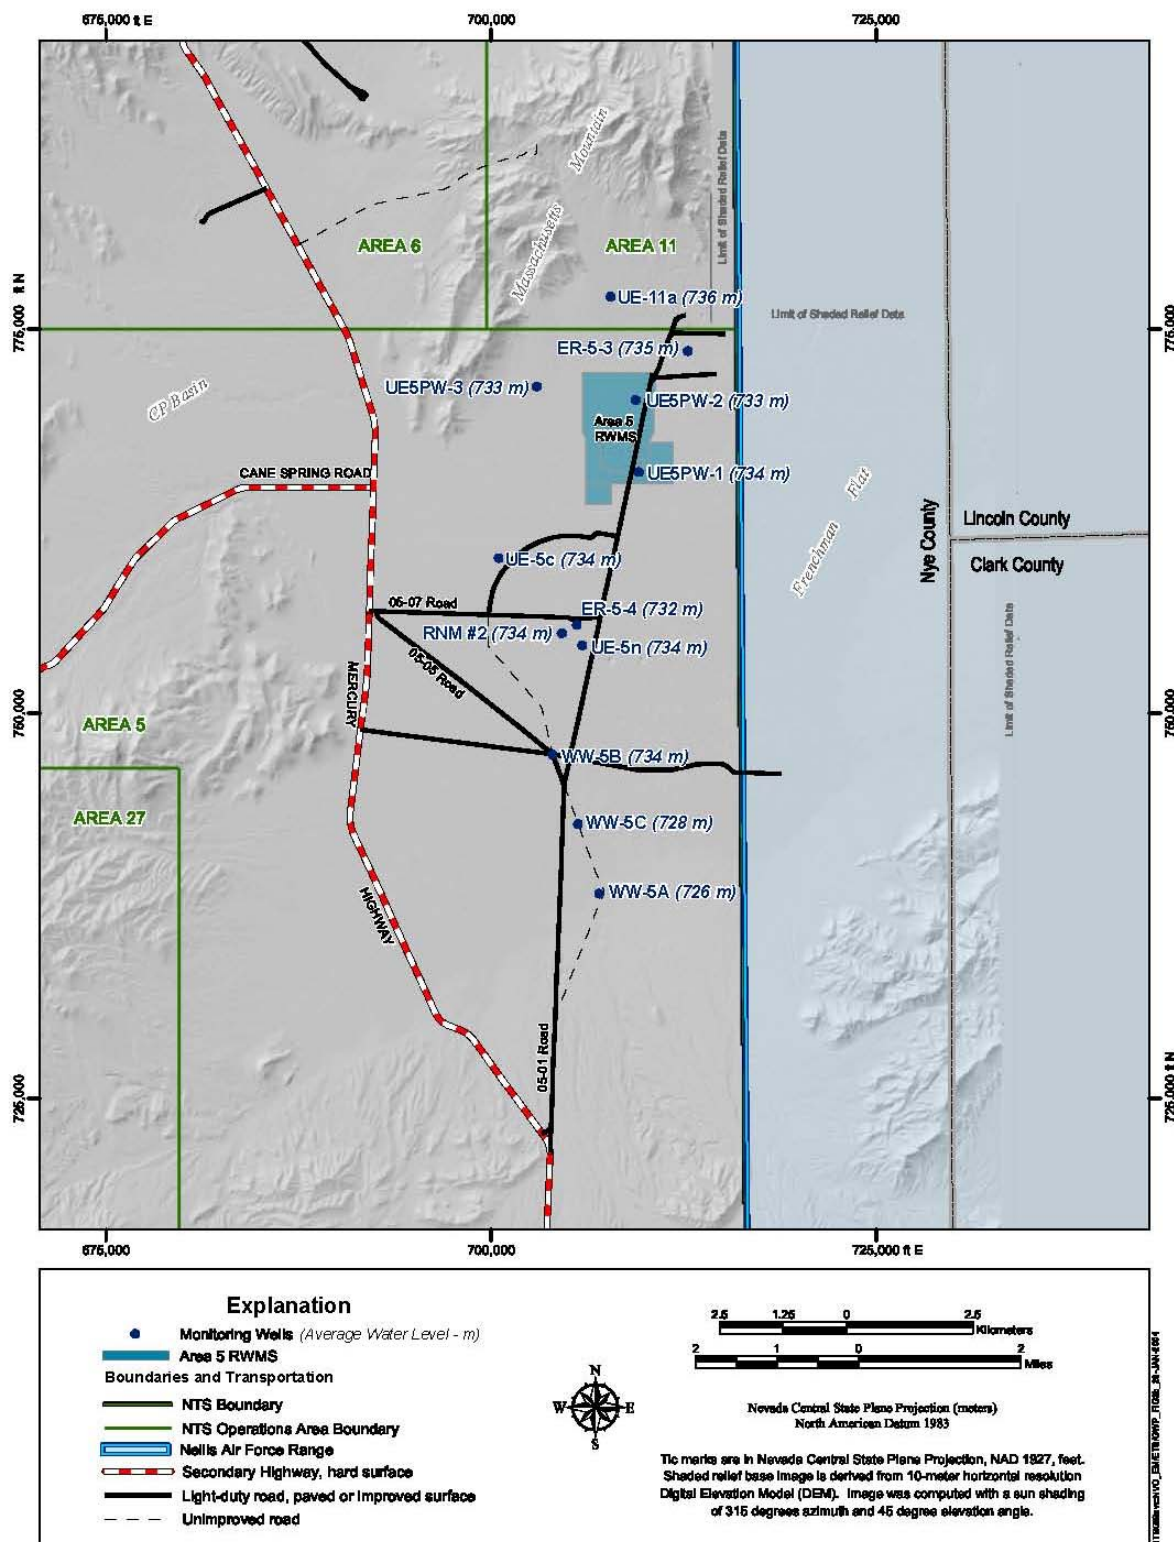 675,000 ft E
700,000
725,000
ft N
775,000
775,000
Mountain
Massachusetts
Limit of Shaded Relief Data
AREA 6
AREA 11
UE-11a (736 m)
Limit of Shaded Relief Data
ER-5-3 (735 m)
UE5PW-3 (733 m)
CP Basin
UE5PW-2 (733 m)
Area 5
RWMS
CANE SPRING ROAD
UE5PW-1 (734 m)
Frenchman Flat
Nye County
Lincoln County
Clark County
UE-5c (734 m)
05-07 Road
ER-5-4 (732 m)
RNM #2 (734 m)
UE-5n (734 m)
05-05 Road
Limit of Shaded Relief Data
MERCURY
750,000
750,000
AREA 5
WW-5B (734 m)
AREA 27
WW-5C (728 m)
WW-5A (726 m)
HIGHWAY
05-01 Road
725,000
725,000 ft N
675,000
700,000
725,000 ft E
Explanation
Monitoring Wells (Average Water Level - m)
Area 5 RWMS
Boundaries and Transportation
NTS Boundary
NTS Operations Area Boundary
Nellis Air Force Range
Secondary Highway, hard surface
Light-duty road, paved or improved surface
Unimproved road
N
W E
S
2.5 1.25 0 2.5
Kilometers
2 1 0 2
Miles
Nevada Central State Plane Projection (meters)
North American Datum 1983
Tic marks are in Nevada Central State Plane Projection, NAD 1927, feet.
Shaded relief base image is derived from 10-meter horizontal resolution
Digital Elevation Model (DEM). Image was computed with a sun shading
of 315 degrees azimuth and 45 degree elevation angle.